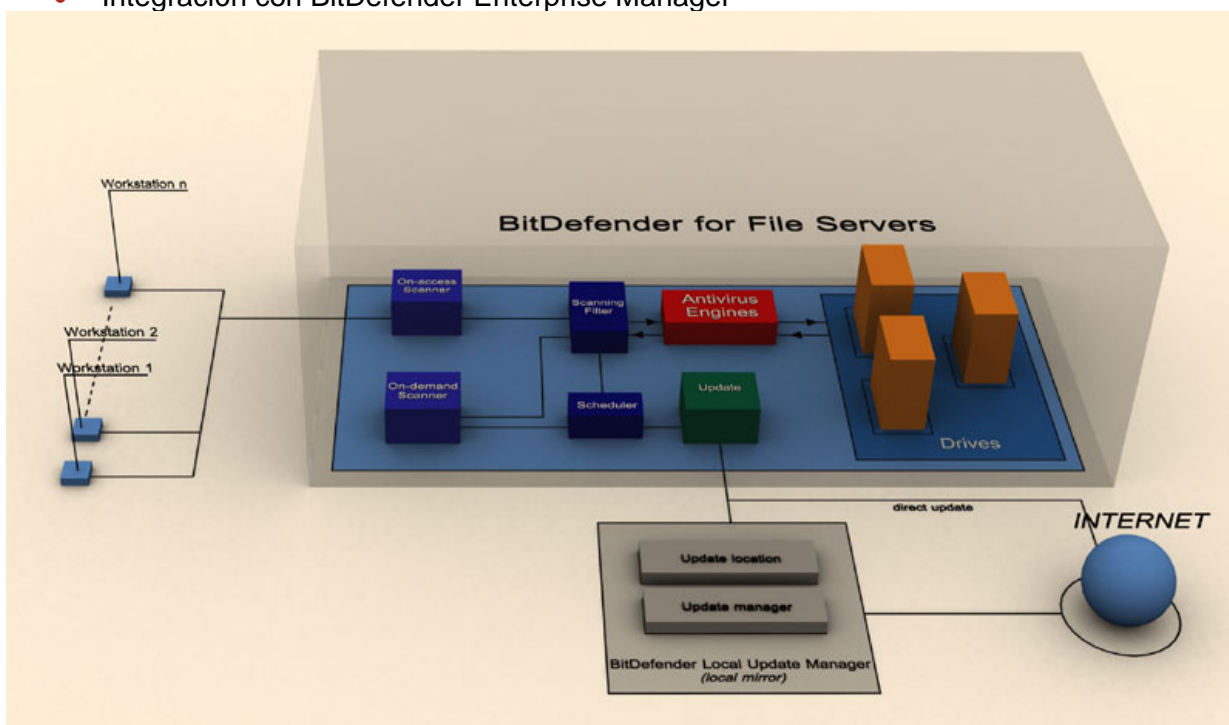 Integración con BitDefender Enterprise Manager
Workstation n
BitDefender for File Servers
On-access
Scanner
Scanning
Filter
Antivirus
Engines
Workstation 2
Workstation 1
On-demand
Scanner
Scheduler
Update
Drives
direct update
INTERNET
Update location
Update manager
BitDefender Local Update Manager
(local mirror)